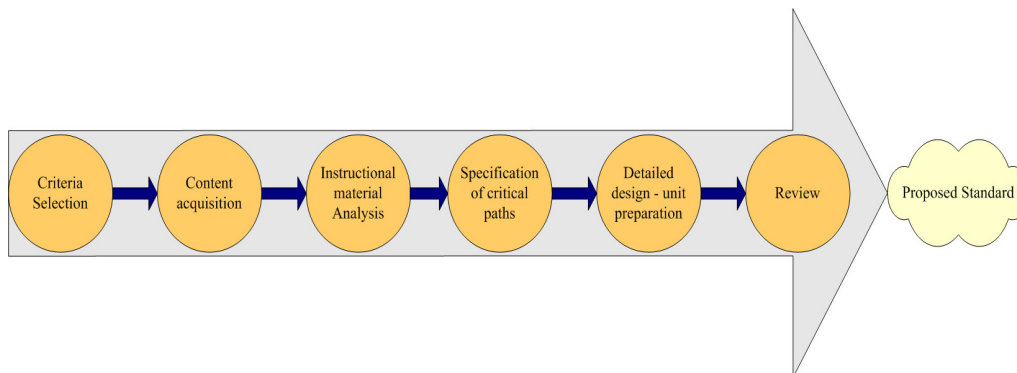 Criteria
Selection
Content
acquisition
Instructional
material
Analysis
Specification
of critical
paths
Detailed
design - unit
preparation
Review
Proposed Standard